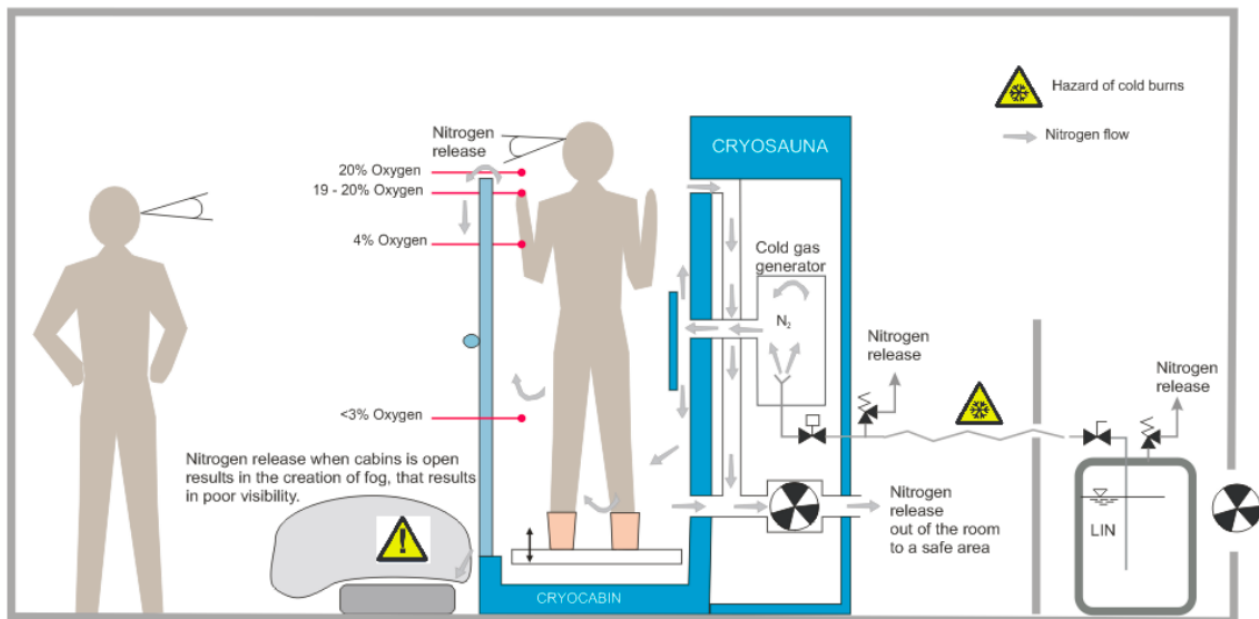 Hazard of cold burns
Nitrogen flow
CRYOSAUNA
Nitrogen
release
20% Oxygen
19 - 20% Oxygen
4% Oxygen
<3% Oxygen
Cold gas
generator
N₂
Nitrogen
release
Nitrogen
release
Nitrogen release when cabins is open
results in the creation of fog, that results
in poor visibility.
Nitrogen
release
out of the room
to a safe area
LIN
CRYOCABIN